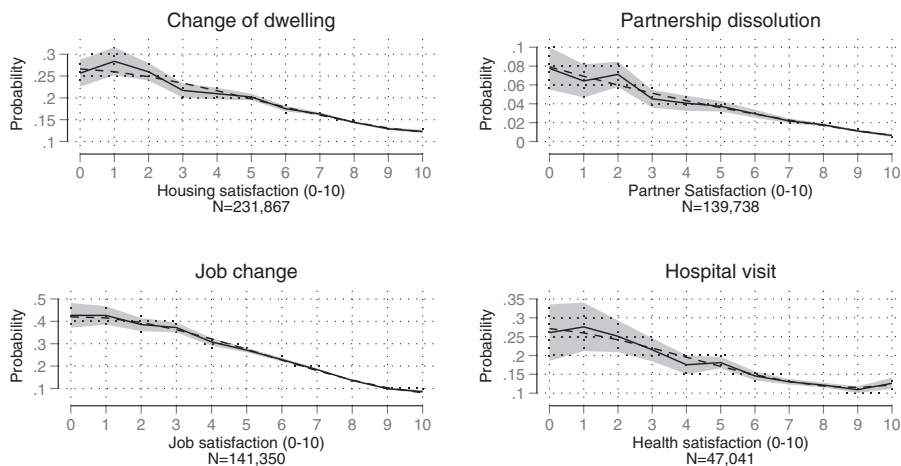 Change of dwelling
Probability
.3
.25
.2
.15
.1
0 1 2 3 4 5 6 7 8 9 10
Housing satisfaction (0-10)
N=231,867
Partnership dissolution
Probability
.1
.08
.06
.04
.02
0
0 1 2 3 4 5 6 7 8 9 10
Partner Satisfaction (0-10)
N=139,738
Job change
Probability
.5
.4
.3
.2
.1
0 1 2 3 4 5 6 7 8 9 10
Job satisfaction (0-10)
N=141,350
Hospital visit
Probability
.35
.3
.25
.2
.15
.1
0 1 2 3 4 5 6 7 8 9 10
Health satisfaction (0-10)
N=47,041